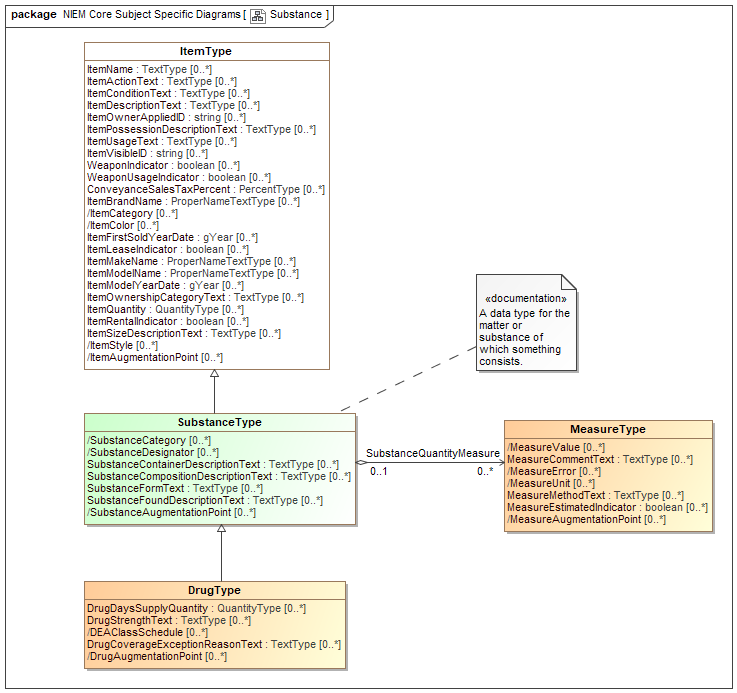 package NIEM Core Subject Specific Diagrams [ Substance ]
ItemType
ItemName : TextType [0..*]
ItemActionText : TextType [0..*]
ItemConditionText : TextType [0..*]
ItemDescriptionText : TextType [0..*]
ItemOwnerAppliedID : string [0..*]
ItemPossessionDescriptionText : TextType [0..*]
ItemUsageText : TextType [0..*]
ItemVisibleID : string [0..*]
WeaponIndicator : boolean [0..*]
WeaponUsageIndicator : boolean [0..*]
ConveyanceSalesTaxPercent : PercentType [0..*]
ItemBrandName : ProperNameTextType [0..*]
/ItemCategory [0..*]
/ItemColor [0..*]
ItemFirstSoldYearDate : gYear [0..*]
ItemLeaseIndicator : boolean [0..*]
ItemMakeName : ProperNameTextType [0..*]
ItemModelName : ProperNameTextType [0..*]
ItemModelYearDate : gYear [0..*]
ItemOwnershipCategoryText : TextType [0..*]
ItemQuantity : QuantityType [0..*]
ItemRentalIndicator : boolean [0..*]
ItemSizeDescriptionText : TextType [0..*]
/ItemStyle [0..*]
/ItemAugmentationPoint [0..*]
«documentation»
A data type for the
matter or
substance of
which something
consists.
SubstanceType
/SubstanceCategory [0..*]
/SubstanceDesignator [0..*]
SubstanceContainerDescriptionText : TextType [0..*]
SubstanceCompositionDescriptionText : TextType [0..*]
SubstanceFormText : TextType [0..*]
SubstanceFoundDescriptionText : TextType [0..*]
/SubstanceAugmentationPoint [0..*]
SubstanceQuantityMeasure
0..1
0..*
MeasureType
/MeasureValue [0..*]
MeasureCommentText : TextType [0..*]
/MeasureError [0..*]
/MeasureUnit [0..*]
MeasureMethodText : TextType [0..*]
MeasureEstimatedIndicator : boolean [0..*]
/MeasureAugmentationPoint [0..*]
DrugType
DrugDaysSupplyQuantity : QuantityType [0..*]
DrugStrengthText : TextType [0..*]
/DEAClassSchedule [0..*]
DrugCoverageExceptionReasonText : TextType [0..*]
/DrugAugmentationPoint [0..*]